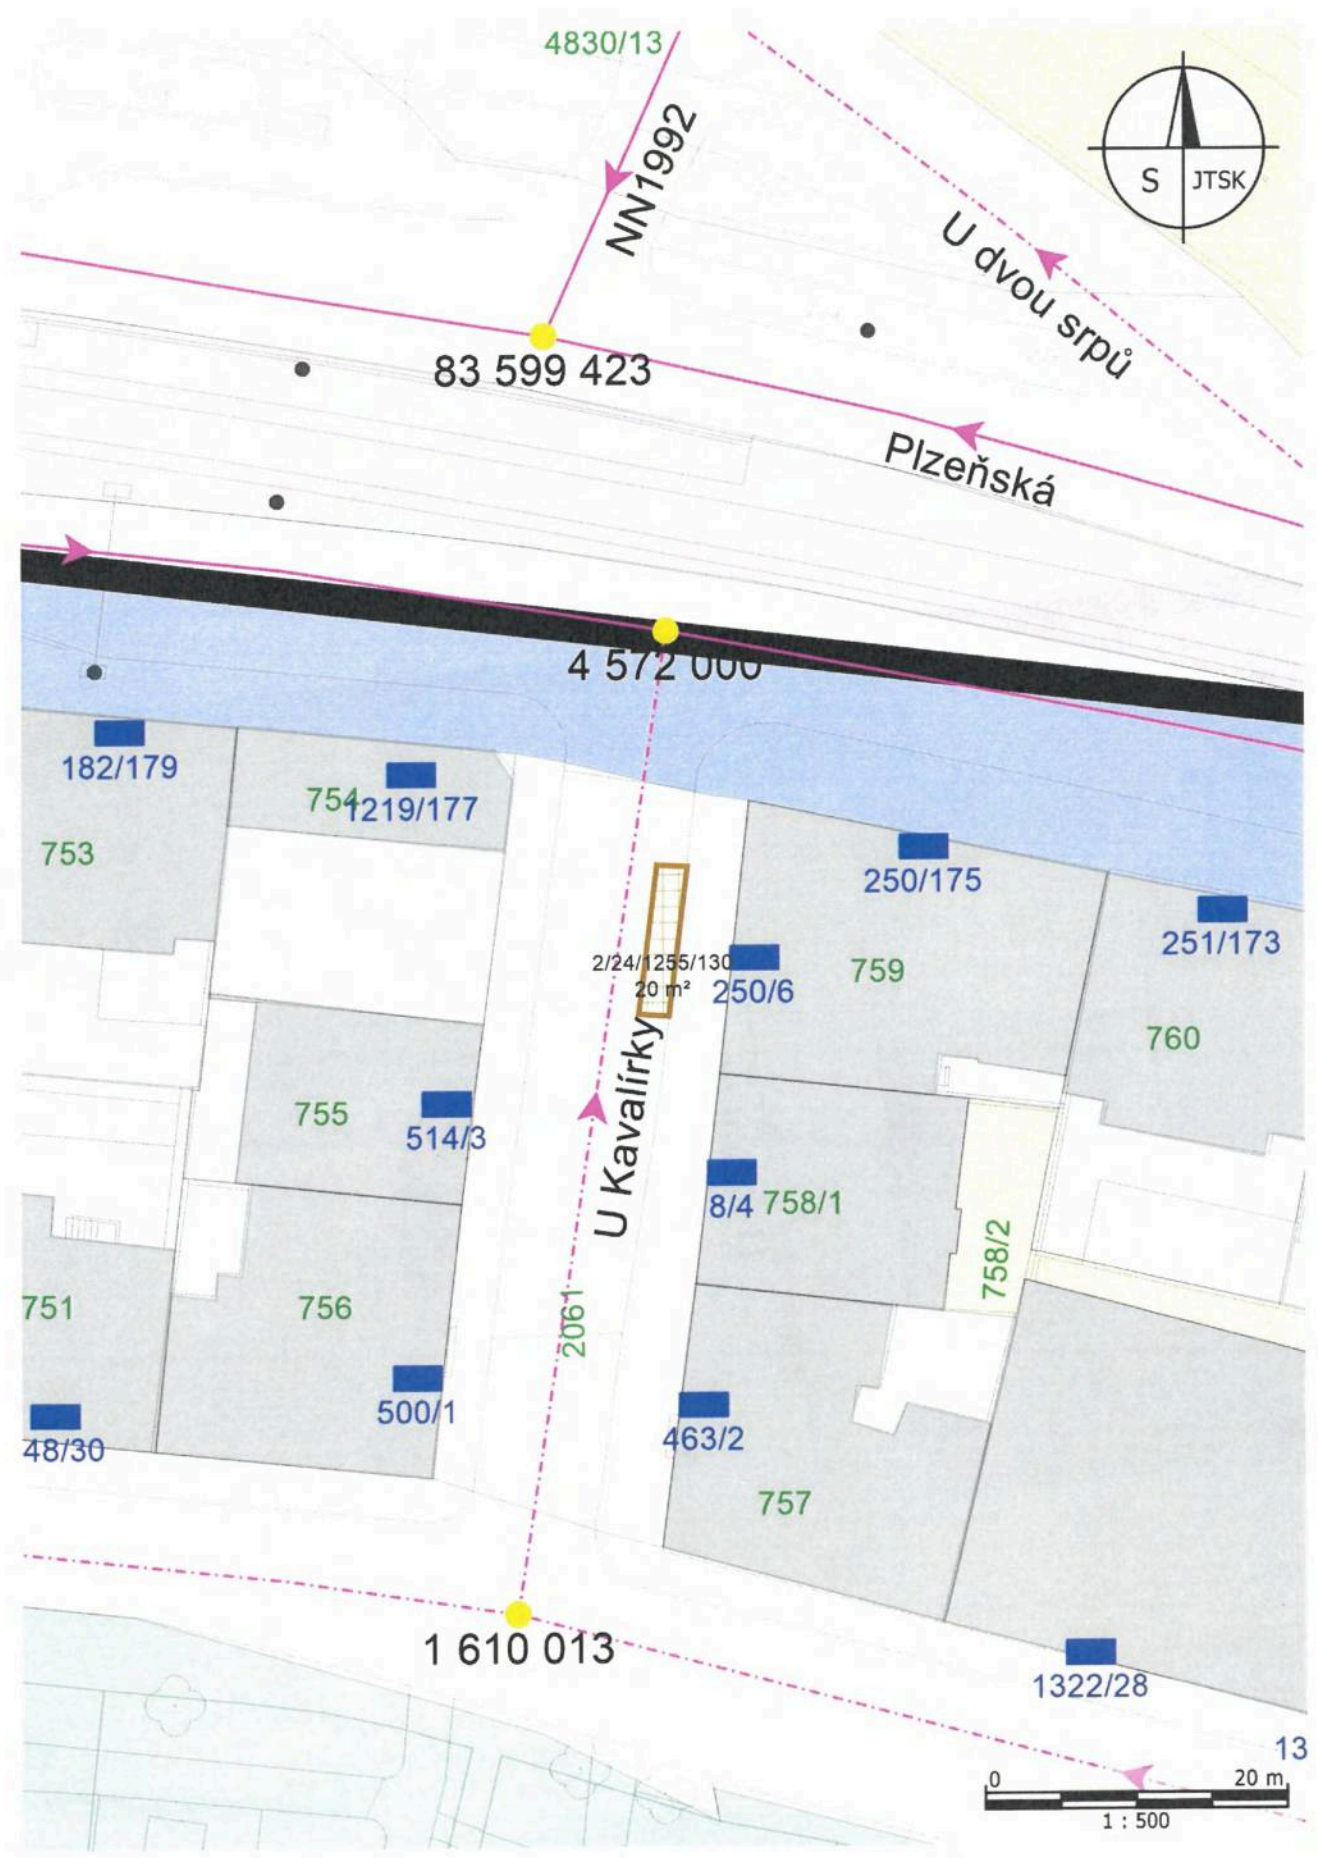 4830/13
NN1992
S JTSK
U dvou srpů
83 599 423
Plzeňská
4 572 000
182/179
754
1219/177
753
250/175
251/173
2/24/1255/130
20 m²
250/6
759
760
U Kavalírky
755
514/3
8/4
758/1
758/2
2061
751
756
500/1
48/30
463/2
757
1 610 013
1322/28
13
0 20 m
1 : 500